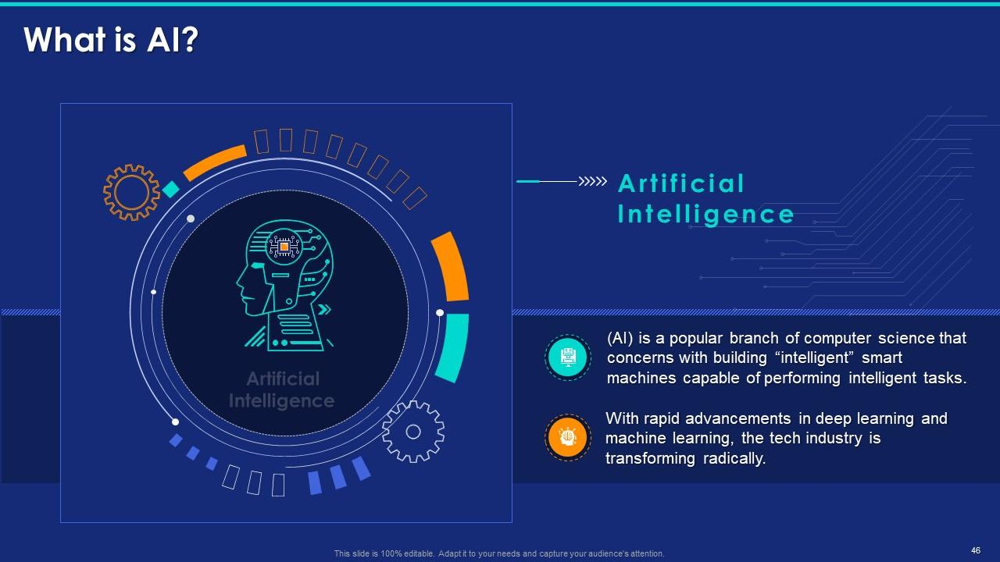 What is AI?
Artificial
Intelligence
Artificial
Intelligence
(AI) is a popular branch of computer science that
concerns with building “intelligent” smart
machines capable of performing intelligent tasks.
With rapid advancements in deep learning and
machine learning, the tech industry is
transforming radically.
This slide is 100% editable. Adapt it to your needs and capture your audience's attention.
46